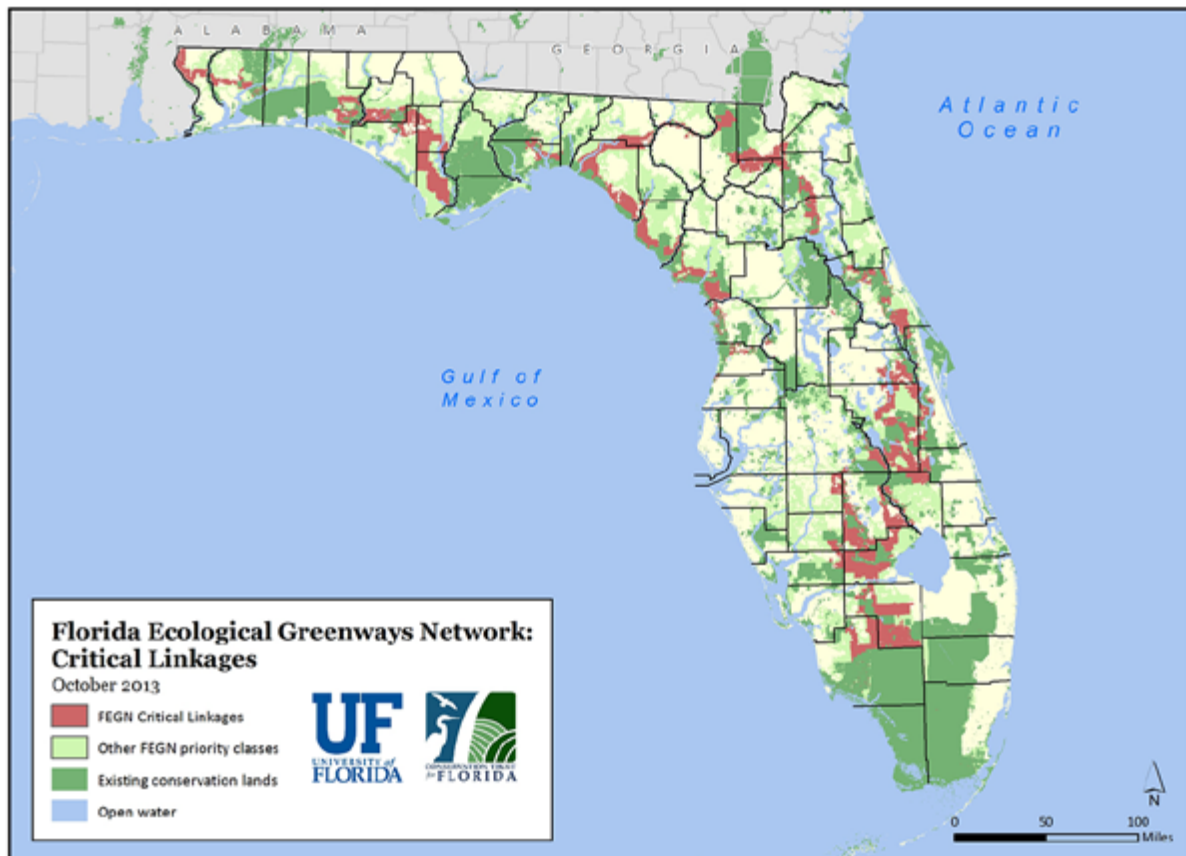 ALABAMA
GEORGIA
Atlantic
Ocean
Gulf of
Mexico
Florida Ecological Greenways Network:
Critical Linkages
October 2013
FEGN Critical Linkages
Other FEGN priority classes
Existing conservation lands
Open water
UF
UNIVERSITY of
FLORIDA
CONSERVATION TRUST
for FLORIDA
N
0 50 100
Miles